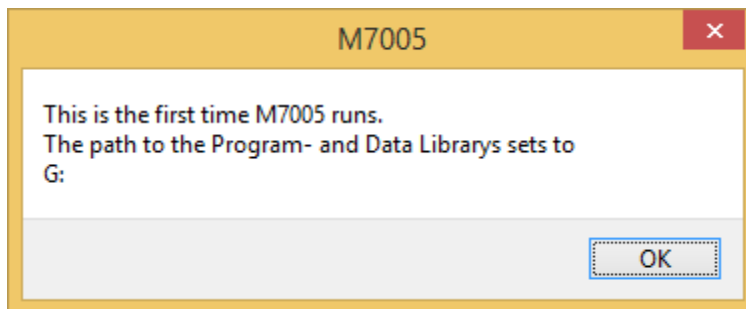 M7005
This is the first time M7005 runs.
The path to the Program- and Data Librarys sets to
G:
OK